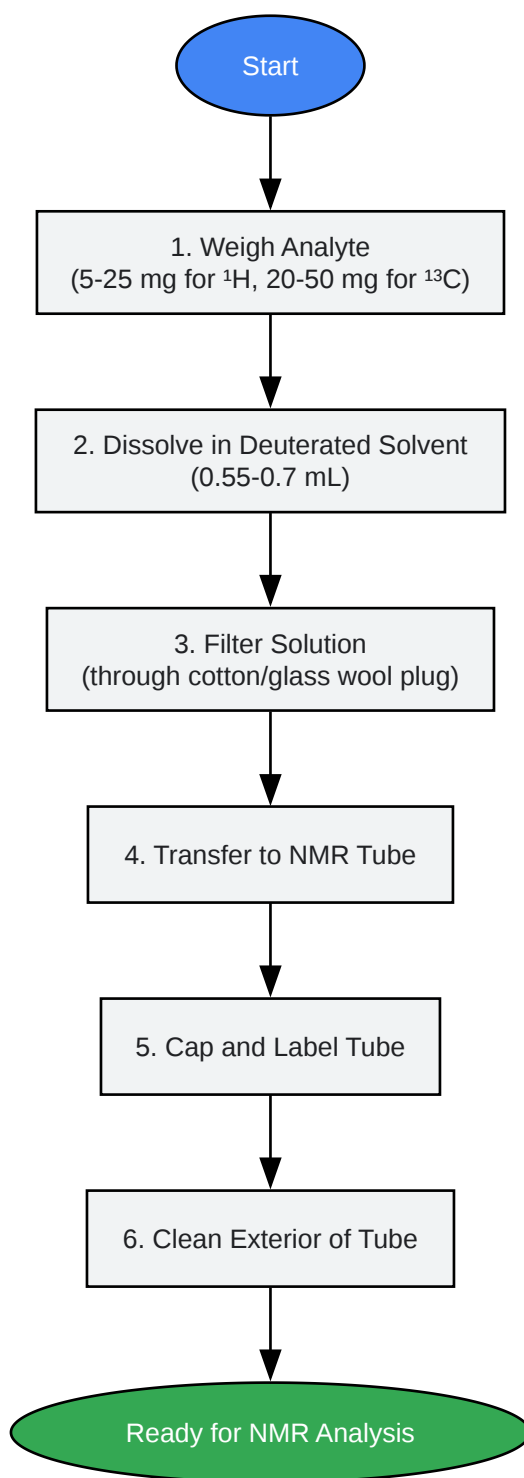 Start
1. Weigh Analyte
(5-25 mg for ¹H, 20-50 mg for ¹³C)
2. Dissolve in Deuterated Solvent
(0.55-0.7 mL)
3. Filter Solution
(through cotton/glass wool plug)
4. Transfer to NMR Tube
5. Cap and Label Tube
6. Clean Exterior of Tube
Ready for NMR Analysis